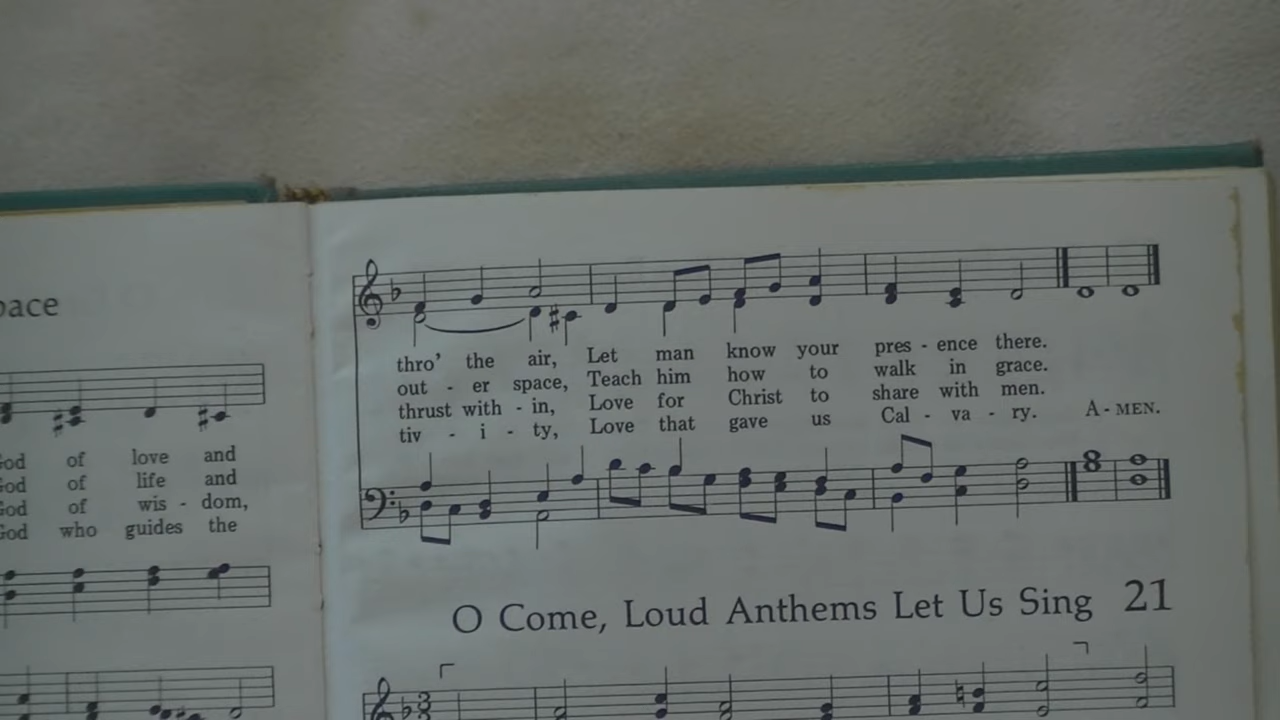 God of love and
God of life and
God of wis - dom,
God who guides the
thro' the air, Let man know your pres - ence there.
out - er space, Teach him how to walk in grace.
thrust with - in, Love for Christ to share with men.
tiv - i - ty, Love that gave us Cal - va - ry. A - MEN.
O Come, Loud Anthems Let Us Sing 21